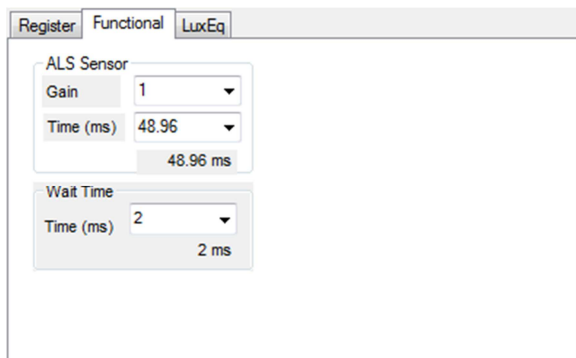 Register Functional LuxEq
ALS Sensor
Gain 1
Time (ms) 48.96
48.96 ms
Wait Time
Time (ms) 2
2 ms